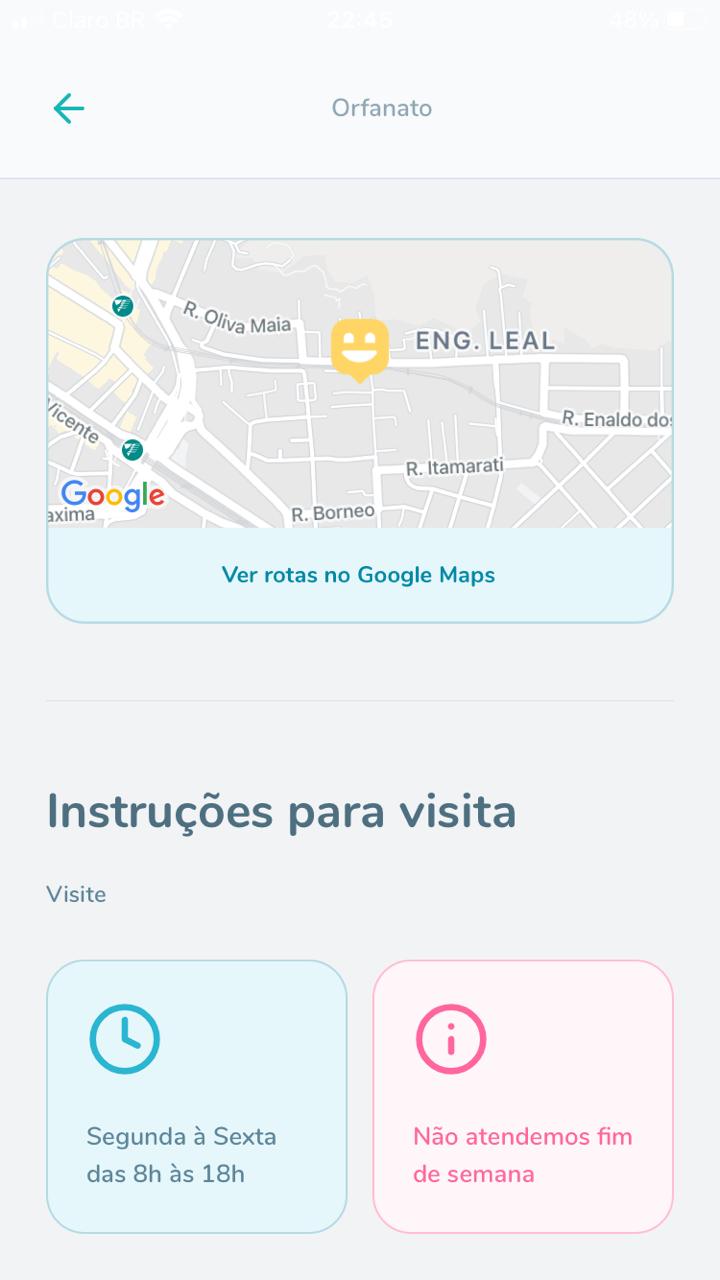 Claro BR 22:45 48%
Orfanato
R. Oliva Maia
ENG. LEAL
Vicente
R. Enaldo dos
R. Itamarati
Google
axima
R. Borneo
Ver rotas no Google Maps
Instruções para visita
Visite
Segunda à Sexta
das 8h às 18h
Não atendemos fim
de semana